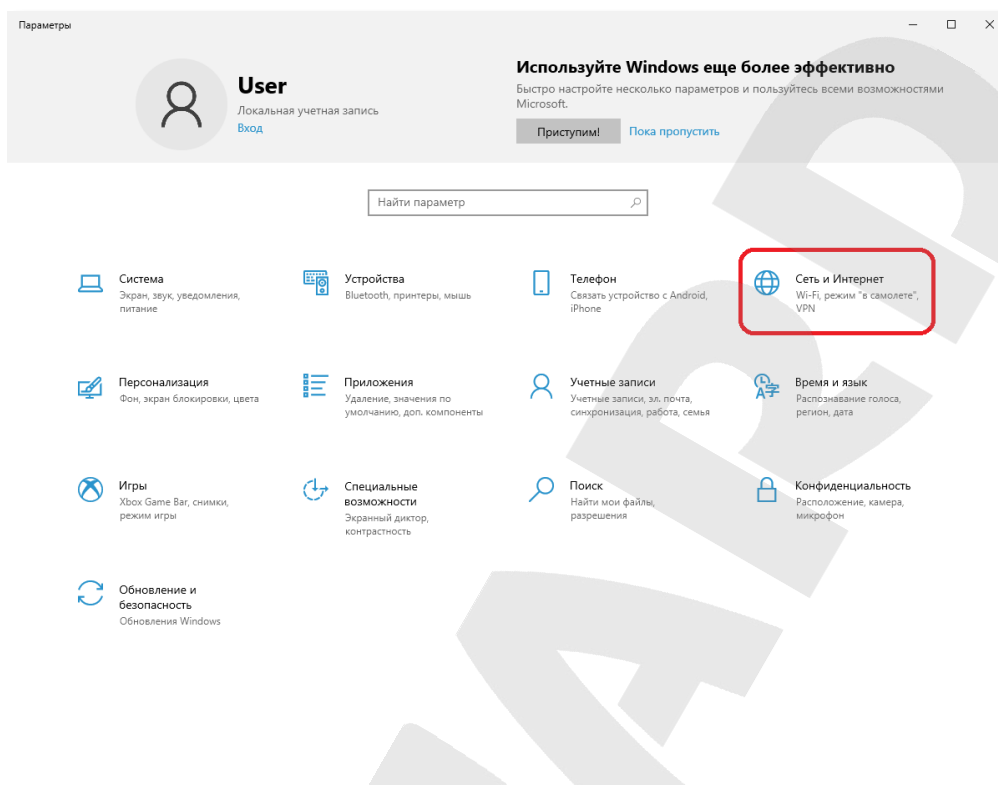 Параметры
User
Локальная учетная запись
Вход
Используйте Windows еще более эффективно
Быстро настройте несколько параметров и пользуйтесь всеми возможностями
Microsoft.
Приступим!
Пока пропустить
Найти параметр
Система
Экран, звук, уведомления,
питание
Устройства
Bluetooth, принтеры, мышь
Телефон
Связать устройство с Android,
iPhone
Сеть и Интернет
Wi-Fi, режим "в самолете",
VPN
Персонализация
Фон, экран блокировки, цвета
Приложения
Удаление, значения по
умолчанию, доп. компоненты
Учетные записи
Учетные записи, эл. почта,
синхронизация, работа, семья
Время и язык
Распознавание голоса,
регион, дата
Игры
Xbox Game Bar, снимки,
режим игры
Специальные
возможности
Экранный диктор,
контрастность
Поиск
Найти мои файлы,
разрешения
Конфиденциальность
Расположение, камера,
микрофон
Обновление и
безопасность
Обновления Windows